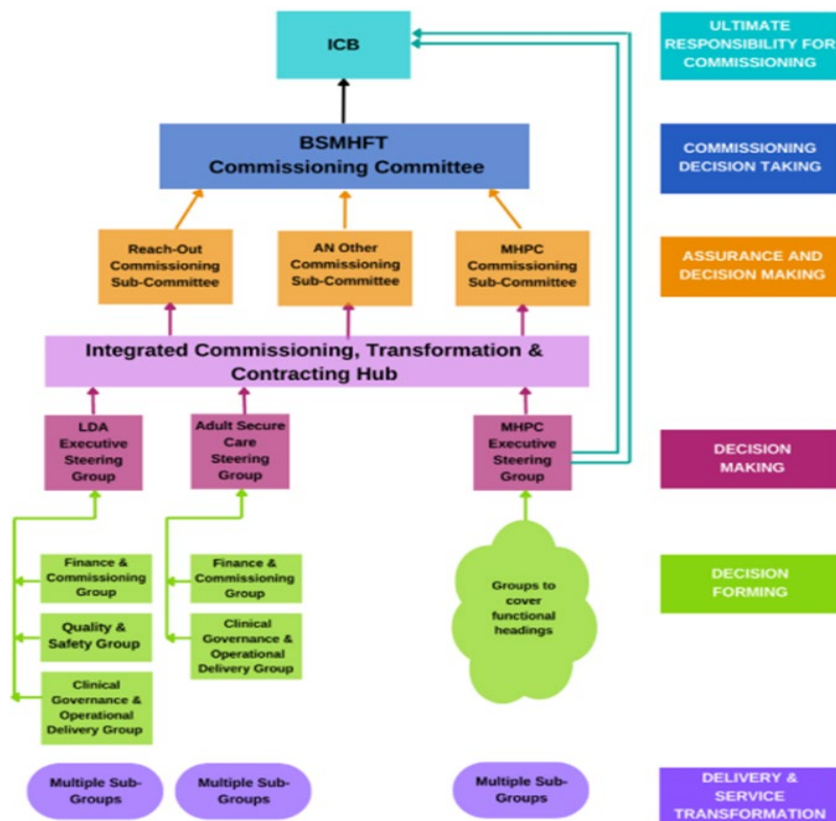 ICB
ULTIMATE
RESPONSIBILITY FOR
COMMISSIONING
BSMHFT
Commissioning Committee
COMMISSIONING
DECISION TAKING
Reach-Out
Commissioning
Sub-Committee
AN Other
Commissioning
Sub-Committee
MHPC
Commissioning
Sub-Committee
ASSURANCE AND
DECISION MAKING
Integrated Commissioning, Transformation &
Contracting Hub
LDA
Executive
Steering
Group
Adult Secure
Care
Steering
Group
MHPC
Executive
Steering
Group
DECISION
MAKING
Finance &
Commissioning
Group
Quality &
Safety Group
Clinical
Governance &
Operational
Delivery Group
Finance &
Commissioning
Group
Clinical
Governance &
Operational
Delivery Group
Groups to
cover
functional
headings
DECISION
FORMING
Multiple Sub-
Groups
Multiple Sub-
Groups
Multiple Sub-
Groups
DELIVERY &
SERVICE
TRANSFORMATION